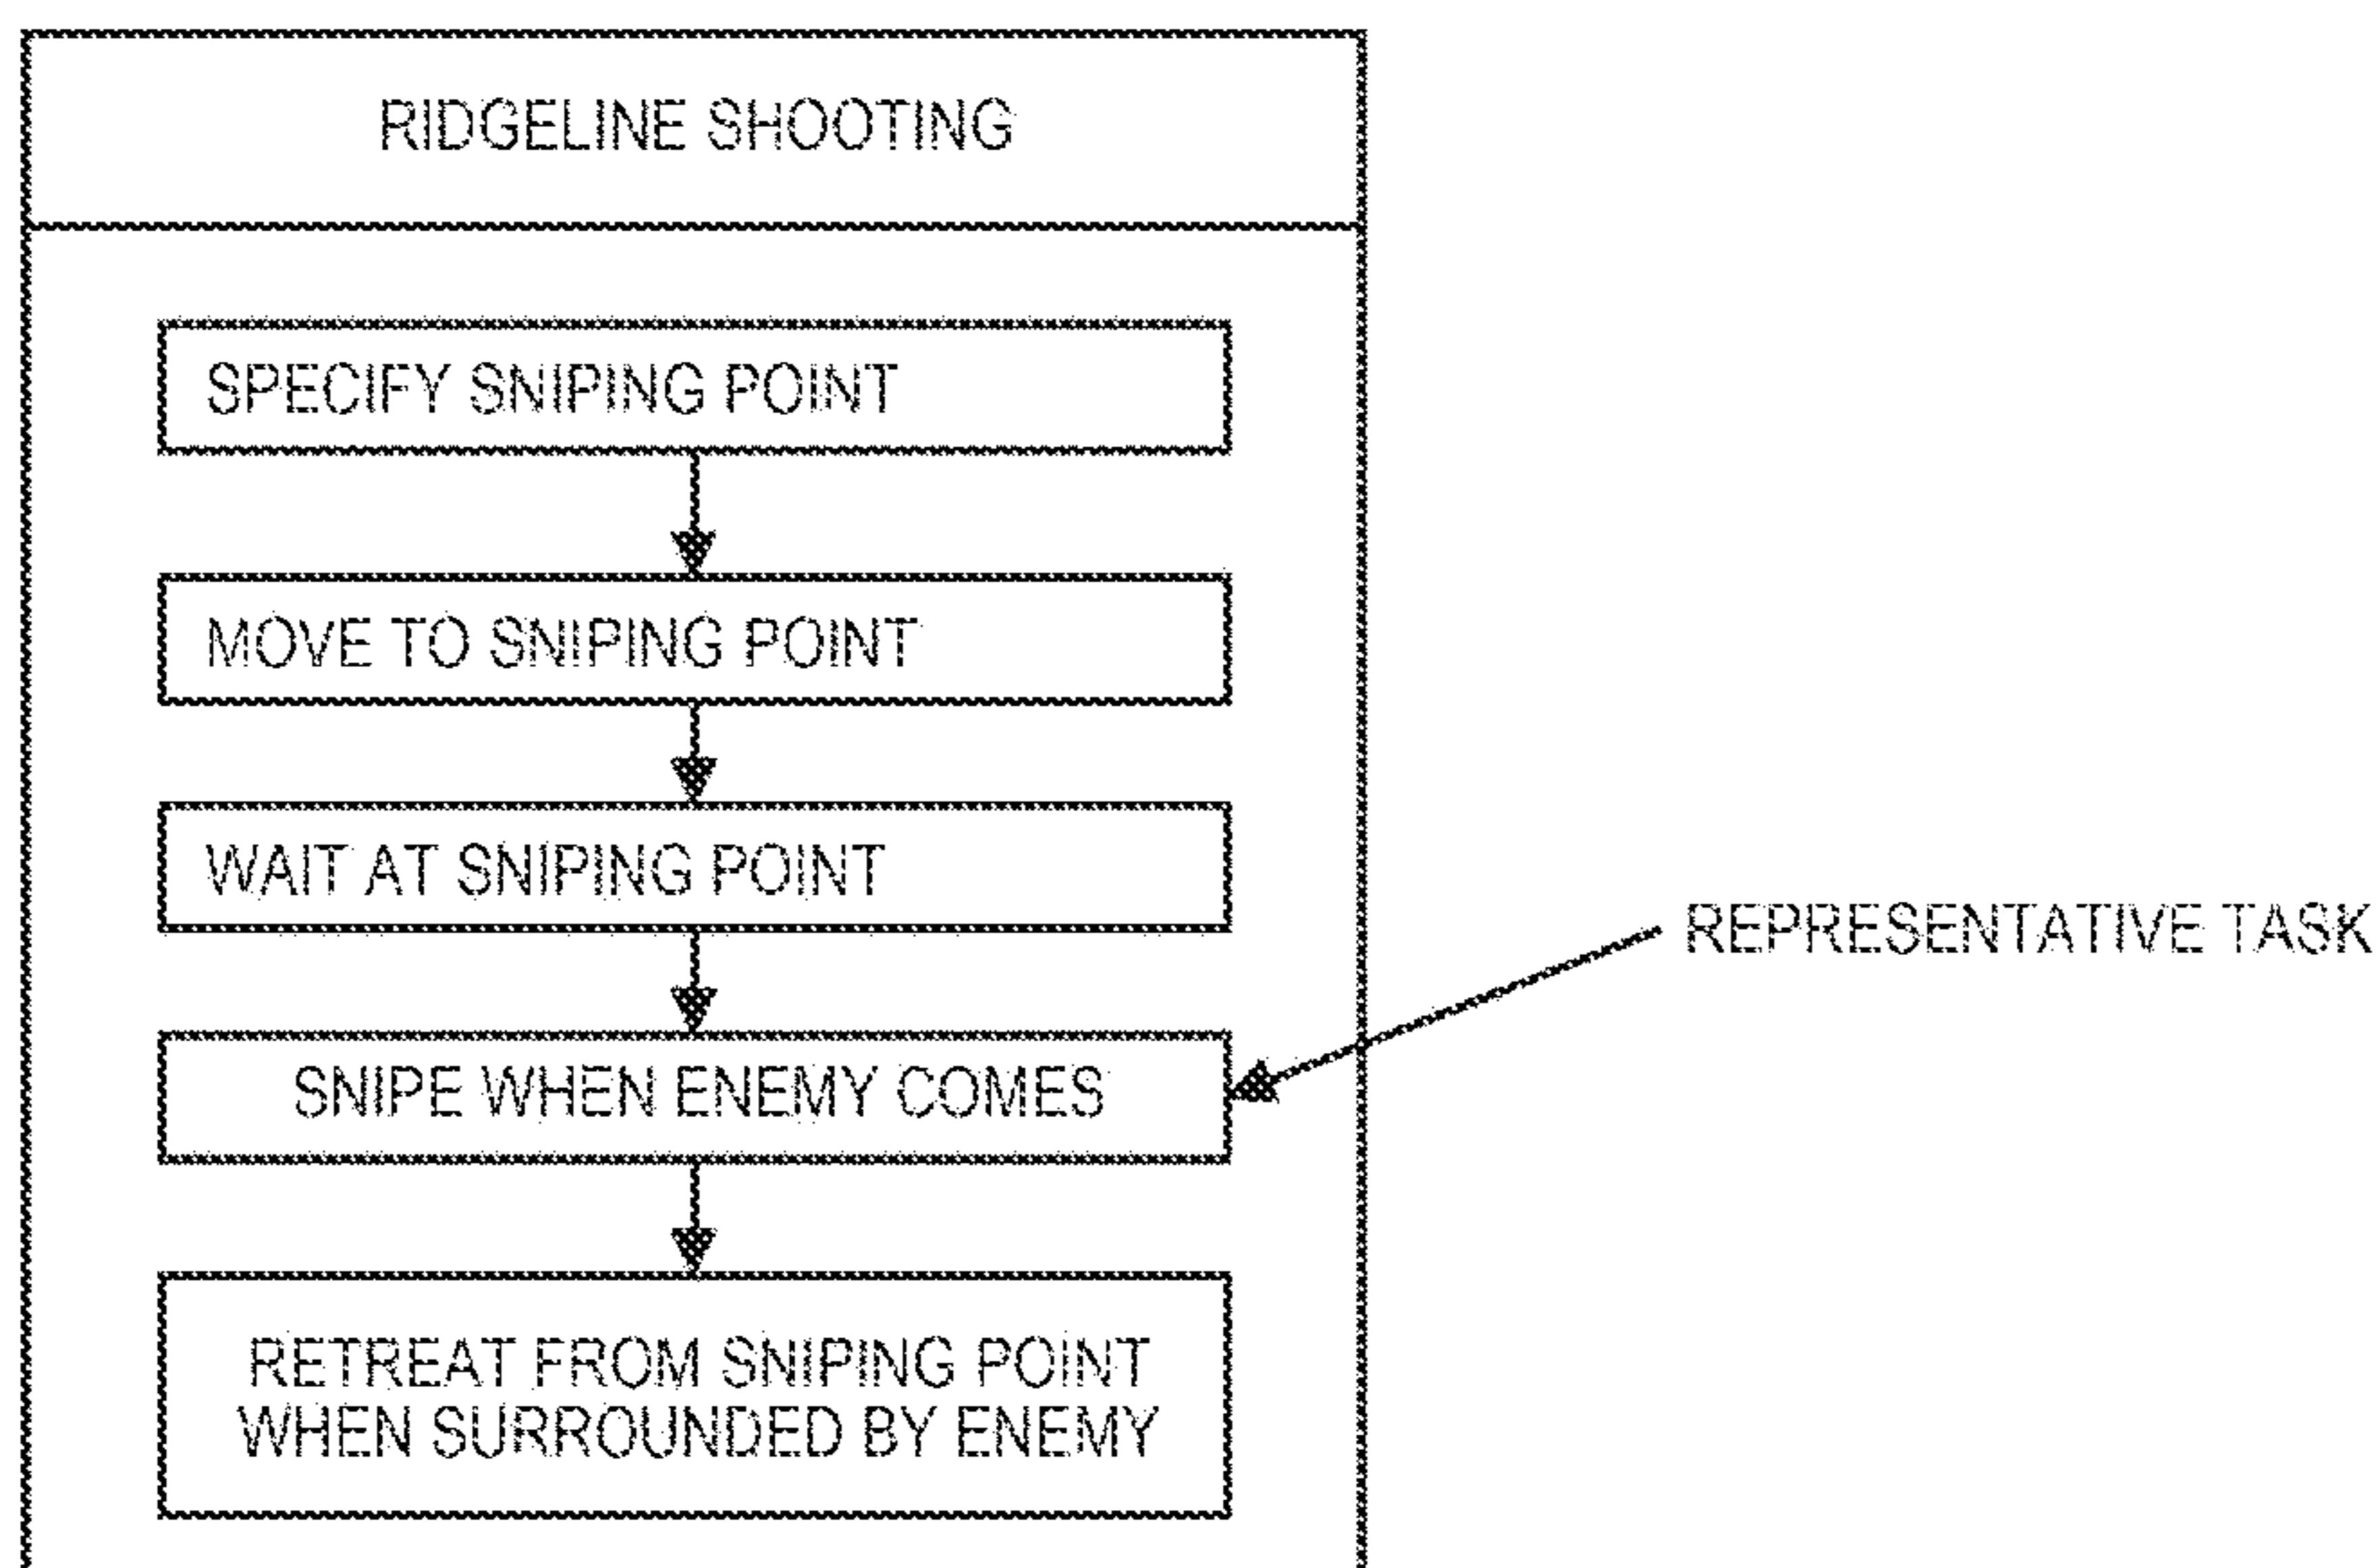 RIDGELINE SHOOTING
SPECIFY SNIPING POINT
MOVE TO SNIPING POINT
WAIT AT SNIPING POINT
REPRESENTATIVE TASK
SNIPE WHEN ENEMY COMES
RETREAT FROM SNIPING POINT
WHEN SURROUNDED BY ENEMY